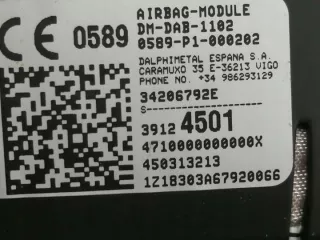 AIRBAG-MODULE
CE 0589 DM-DAB-1102
0589-P1-000202
DALPHIMETAL ESPANA S.A.
CARAMUXO 35 E-36213 VIGO
PHONE NO. +34 986293129
34206792E
S
3912 4501
4710000000000X
450313213
1Z18303A67920066